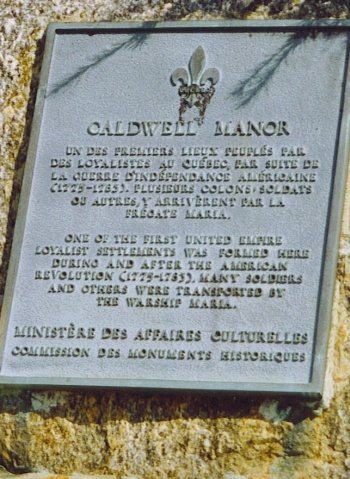 CALDWELL MANOR
UN DES PREMIERS LIEUX PEUPLÉS PAR
DES LOYALISTES AU QUÉBEC, PAR SUITE DE
LA GUERRE D'INDÉPENDANCE AMÉRICAINE
(1775-1783). PLUSIEURS COLONS, SOLDATS
OU AUTRES, Y ARRIVÈRENT PAR LA
FRÉGATE MARIA.
ONE OF THE FIRST UNITED EMPIRE
LOYALIST SETTLEMENTS WAS FORMED HERE
DURING AND AFTER THE AMERICAN
REVOLUTION (1775-1783). MANY SOLDIERS
AND OTHERS WERE TRANSPORTED BY
THE WARSHIP MARIA.
MINISTÈRE DES AFFAIRES CULTURELLES
COMMISSION DES MONUMENTS HISTORIQUES